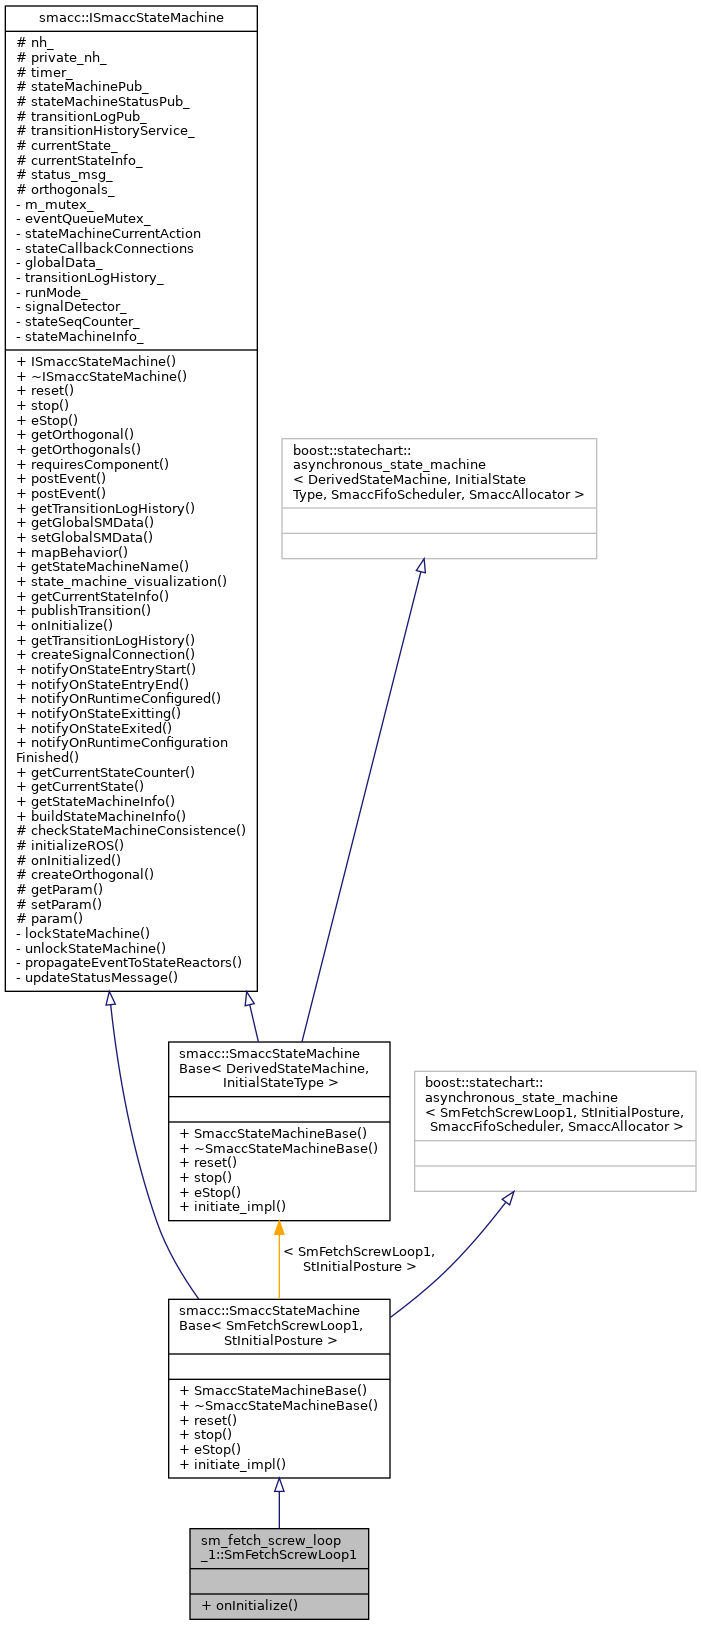 smacc::ISmaccStateMachine
# nh_
# private_nh_
# timer_
# stateMachinePub_
# stateMachineStatusPub_
# transitionLogPub_
# transitionHistoryService_
# currentState_
# currentStateInfo_
# status_msg_
# orthogonals_
- m_mutex_
- eventQueueMutex_
- stateMachineCurrentAction
- stateCallbackConnections
- globalData_
- transitionLogHistory_
- runMode_
- signalDetector_
- stateSeqCounter_
- stateMachineInfo_
+ ISmaccStateMachine()
+ ~ISmaccStateMachine()
+ reset()
+ stop()
+ eStop()
+ getOrthogonal()
+ getOrthogonals()
+ requiresComponent()
+ postEvent()
+ postEvent()
+ getTransitionLogHistory()
+ getGlobalSMData()
+ setGlobalSMData()
+ mapBehavior()
+ getStateMachineName()
+ state_machine_visualization()
+ getCurrentStateInfo()
+ publishTransition()
+ onInitialize()
+ getTransitionLogHistory()
+ createSignalConnection()
+ notifyOnStateEntryStart()
+ notifyOnStateEntryEnd()
+ notifyOnRuntimeConfigured()
+ notifyOnStateExitting()
+ notifyOnStateExited()
+ notifyOnRuntimeConfiguration
Finished()
+ getCurrentStateCounter()
+ getCurrentState()
+ getStateMachineInfo()
+ buildStateMachineInfo()
# checkStateMachineConsistence()
# initializeROS()
# onInitialized()
# createOrthogonal()
# getParam()
# setParam()
# param()
- lockStateMachine()
- unlockStateMachine()
- propagateEventToStateReactors()
- updateStatusMessage()
boost::statechart::
asynchronous_state_machine
< DerivedStateMachine, InitialState
Type, SmaccFifoScheduler, SmaccAllocator >
smacc::SmaccStateMachine
Base< DerivedStateMachine,
InitialStateType >
+ SmaccStateMachineBase()
+ ~SmaccStateMachineBase()
+ reset()
+ stop()
+ eStop()
+ initiate_impl()
boost::statechart::
asynchronous_state_machine
< SmFetchScrewLoop1, StInitialPosture,
SmaccFifoScheduler, SmaccAllocator >
< SmFetchScrewLoop1,
StInitialPosture >
smacc::SmaccStateMachine
Base< SmFetchScrewLoop1,
StInitialPosture >
+ SmaccStateMachineBase()
+ ~SmaccStateMachineBase()
+ reset()
+ stop()
+ eStop()
+ initiate_impl()
sm_fetch_screw_loop
_1::SmFetchScrewLoop1
+ onInitialize()